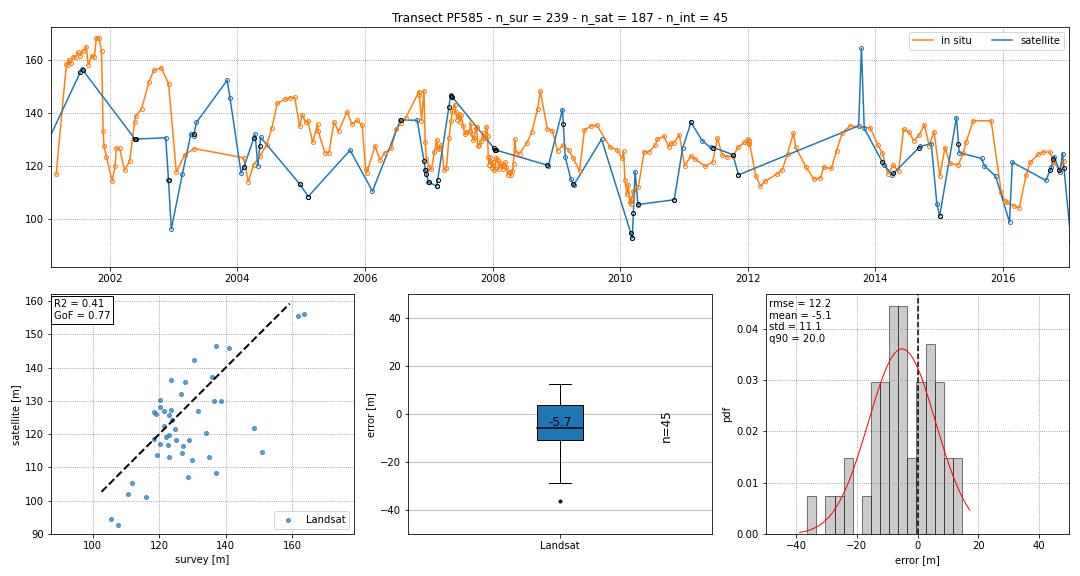 Transect PF585 - n_sur = 239 - n_sat = 187 - n_int = 45
in situ
satellite
160
140
120
100
2002
2004
2006
2008
2010
2012
2014
2016
R2 = 0.41
GoF = 0.77
160
150
140
130
120
110
100
90
satellite [m]
100
120
140
160
survey [m]
Landsat
40
20
0
−20
−40
error [m]
-5.7
n=45
Landsat
rmse = 12.2
mean = -5.1
std = 11.1
q90 = 20.0
0.04
0.03
0.02
0.01
0.00
pdf
−40
−20
0
20
40
error [m]